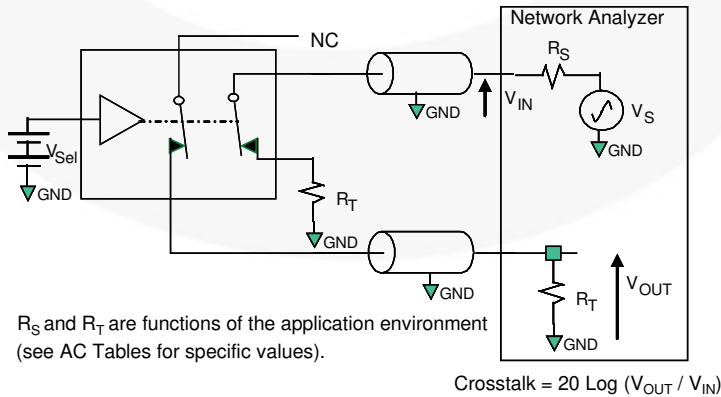 Network Analyzer
NC
R_S
GND
V_IN
V_S
GND
V_Sel
GND
R_T
GND
GND
V_OUT
R_T
GND
R_S and R_T are functions of the application environment
(see AC Tables for specific values).
Crosstalk = 20 Log (V_OUT / V_IN)